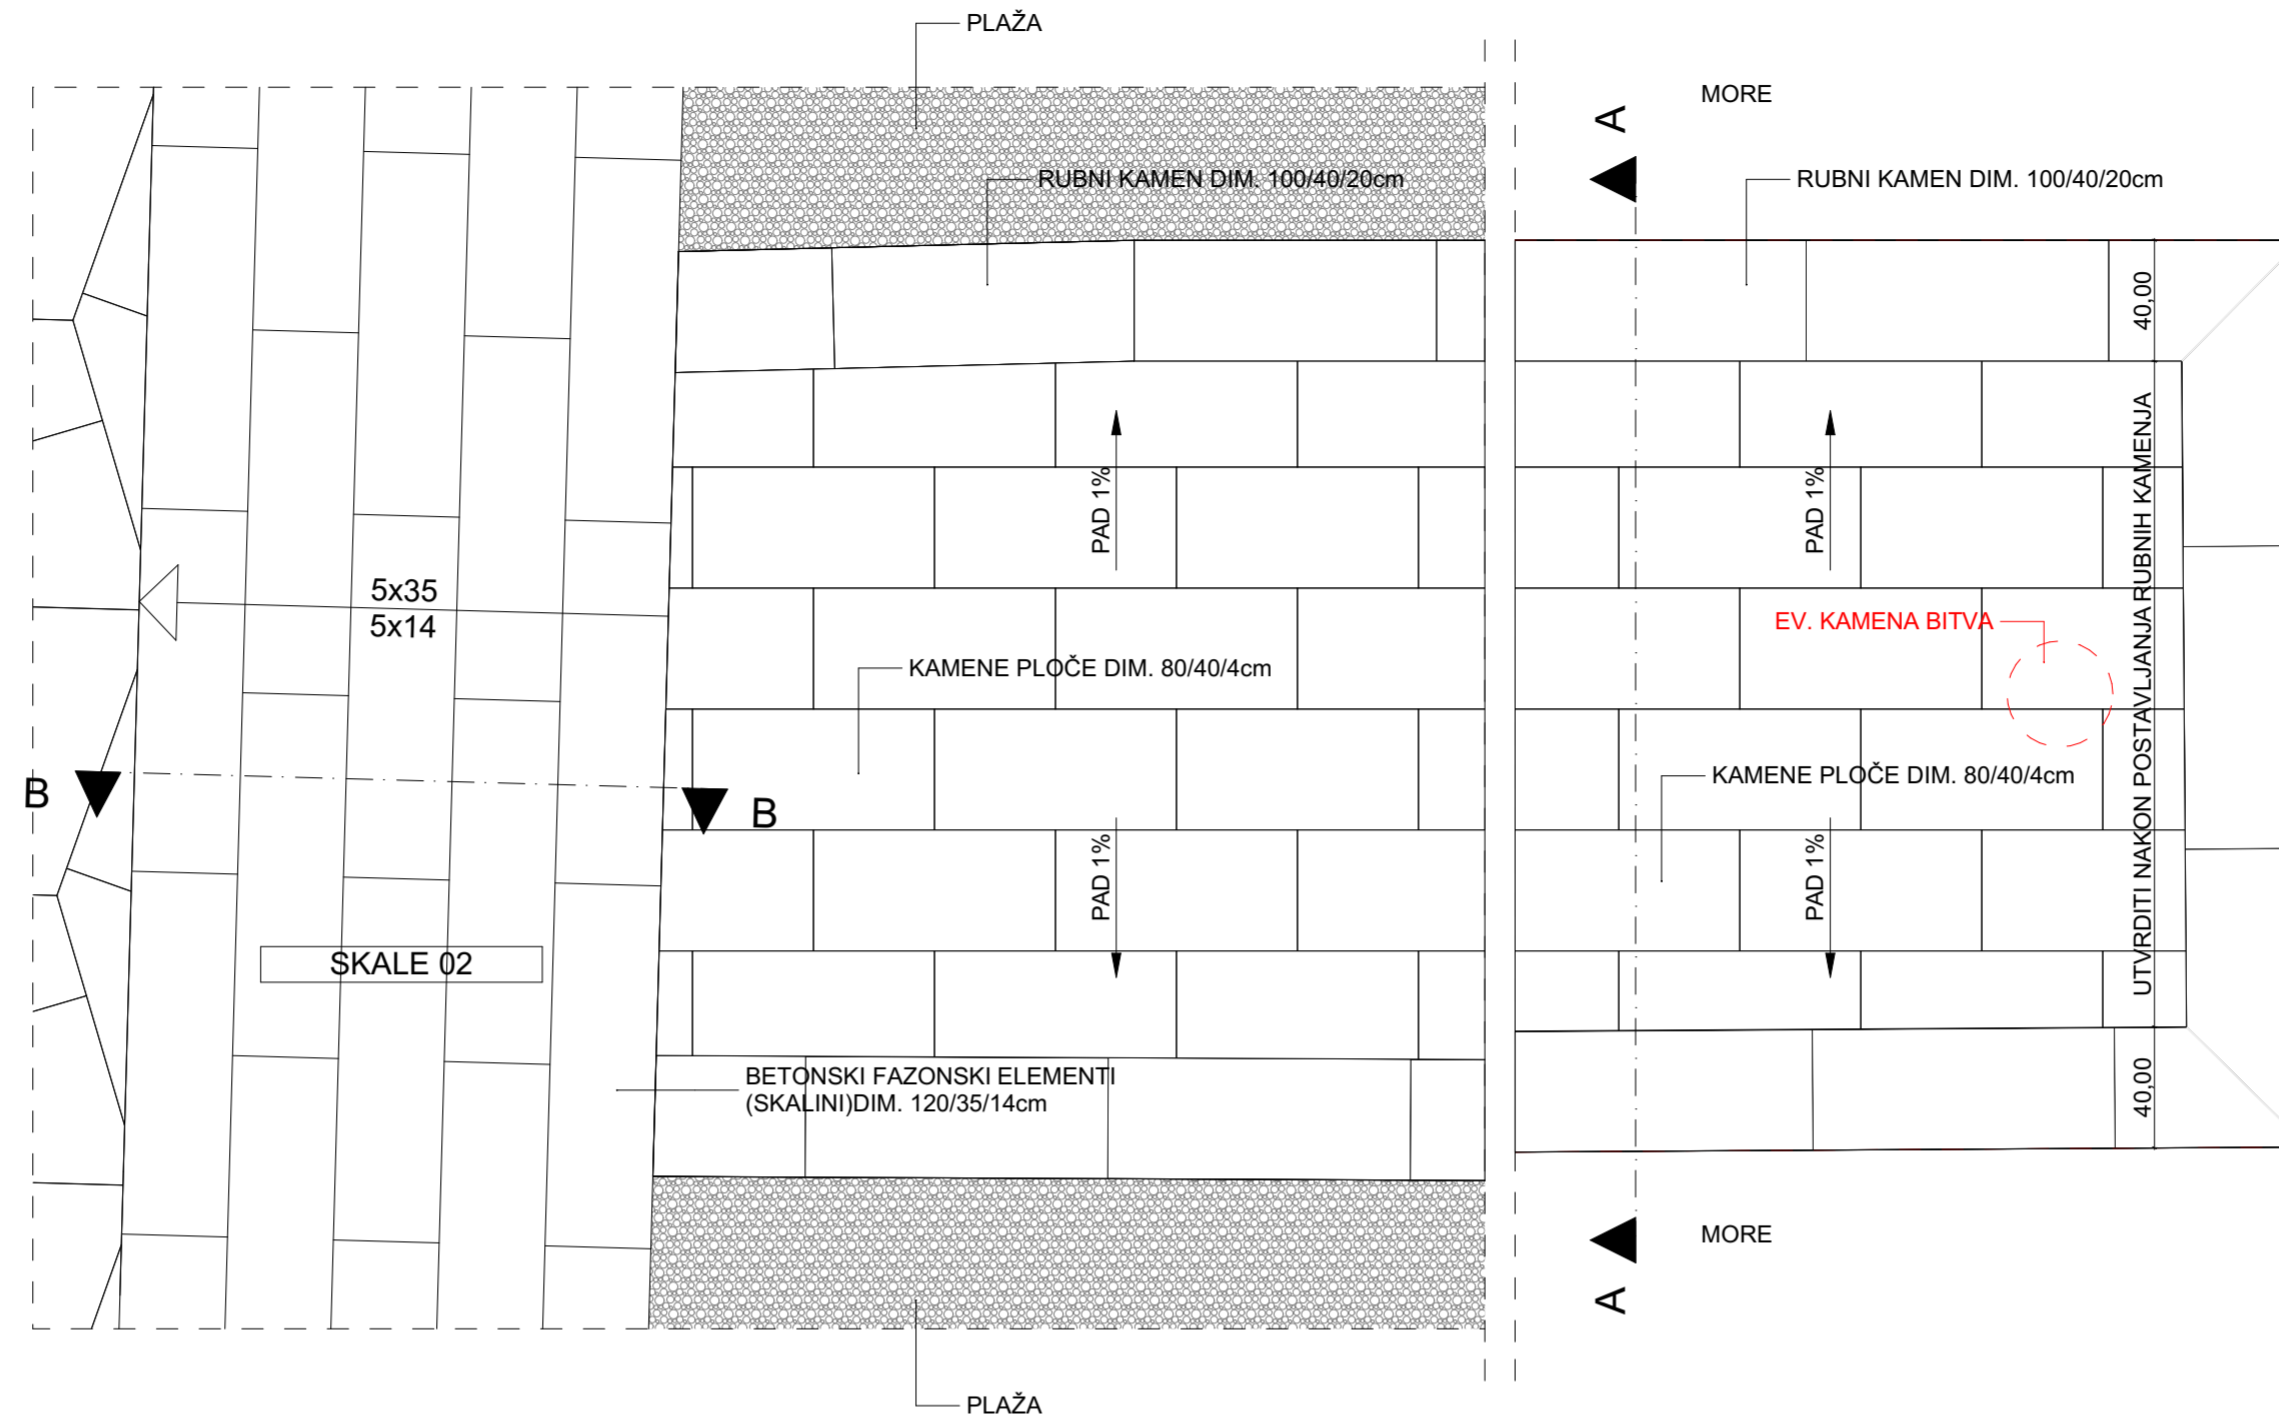 PLAŽA
MORE
A
RUBNI KAMEN DIM. 100/40/20cm
RUBNI KAMEN DIM. 100/40/20cm
40,00
PAD 1%
PAD 1%
5x35
5x14
EV. KAMENA BITVA
UTVRDITI NAKON POSTAVLJANJA RUBNIH KAMENJA
KAMENE PLOČE DIM. 80/40/4cm
KAMENE PLOČE DIM. 80/40/4cm
B
B
PAD 1%
PAD 1%
SKALE 02
BETONSKI FAZONSKI ELEMENTI
(SKALINI)DIM. 120/35/14cm
40,00
MORE
A
PLAŽA